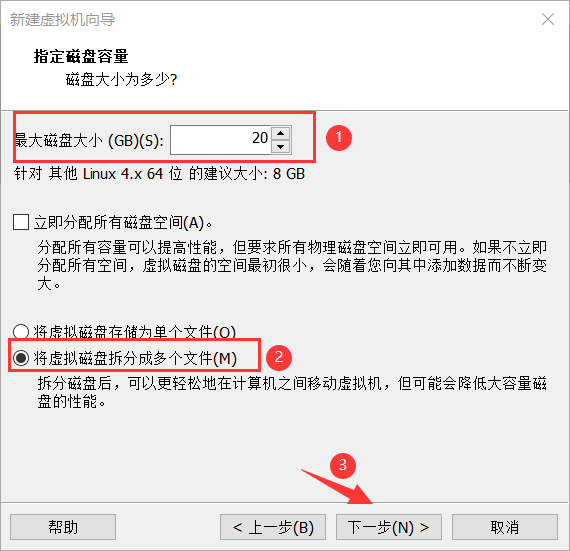 新建虚拟机向导
指定磁盘容量
磁盘大小为多少?
最大磁盘大小 (GB)(S): 20
1
针对 其他 Linux 4.x 64 位 的建议大小: 8 GB
立即分配所有磁盘空间(A)。
分配所有容量可以提高性能，但要求所有物理磁盘空间立即可用。如果不立即
分配所有空间，虚拟磁盘的空间最初很小，会随着您向其中添加数据而不断变
大。
将虚拟磁盘存储为单个文件(O)
将虚拟磁盘拆分成多个文件(M)
2
拆分磁盘后，可以更轻松地在计算机之间移动虚拟机，但可能会降低大容量磁
盘的性能。
3
帮助 < 上一步(B) 下一步(N) > 取消